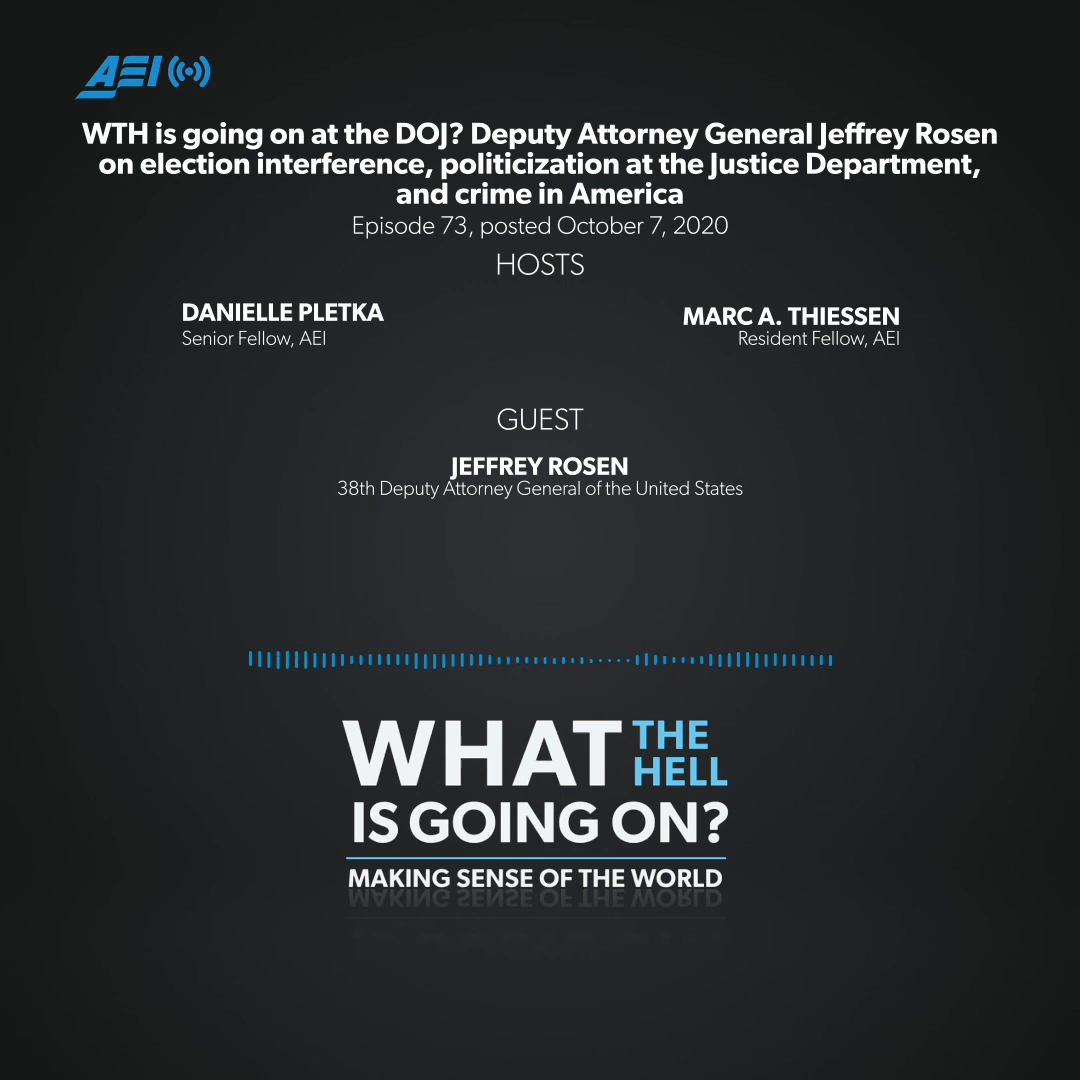 AEI
WTH is going on at the DOJ? Deputy Attorney General Jeffrey Rosen
on election interference, politicization at the Justice Department,
and crime in America
Episode 73, posted October 7, 2020
HOSTS
DANIELLE PLETKA
Senior Fellow, AEI
MARC A. THIESSEN
Resident Fellow, AEI
GUEST
JEFFREY ROSEN
38th Deputy Attorney General of the United States
WHAT THE HELL
IS GOING ON?
MAKING SENSE OF THE WORLD